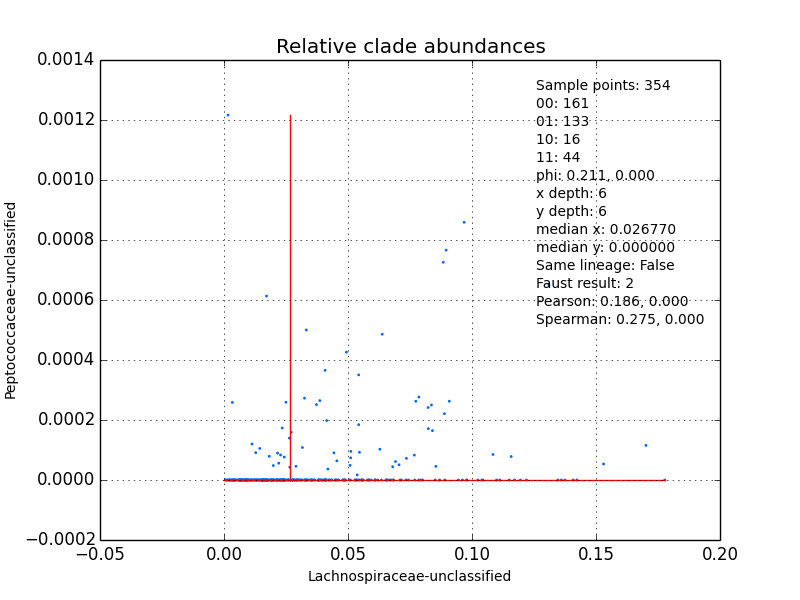 Relative clade abundances
0.0014
0.0012
0.0010
0.0008
0.0006
0.0004
0.0002
0.0000
−0.0002
Peptococcaceae-unclassified
Sample points: 354
00: 161
01: 133
10: 16
11: 44
phi: 0.211, 0.000
x depth: 6
y depth: 6
median x: 0.026770
median y: 0.000000
Same lineage: False
Faust result: 2
Pearson: 0.186, 0.000
Spearman: 0.275, 0.000
−0.05 0.00 0.05 0.10 0.15 0.20
Lachnospiraceae-unclassified